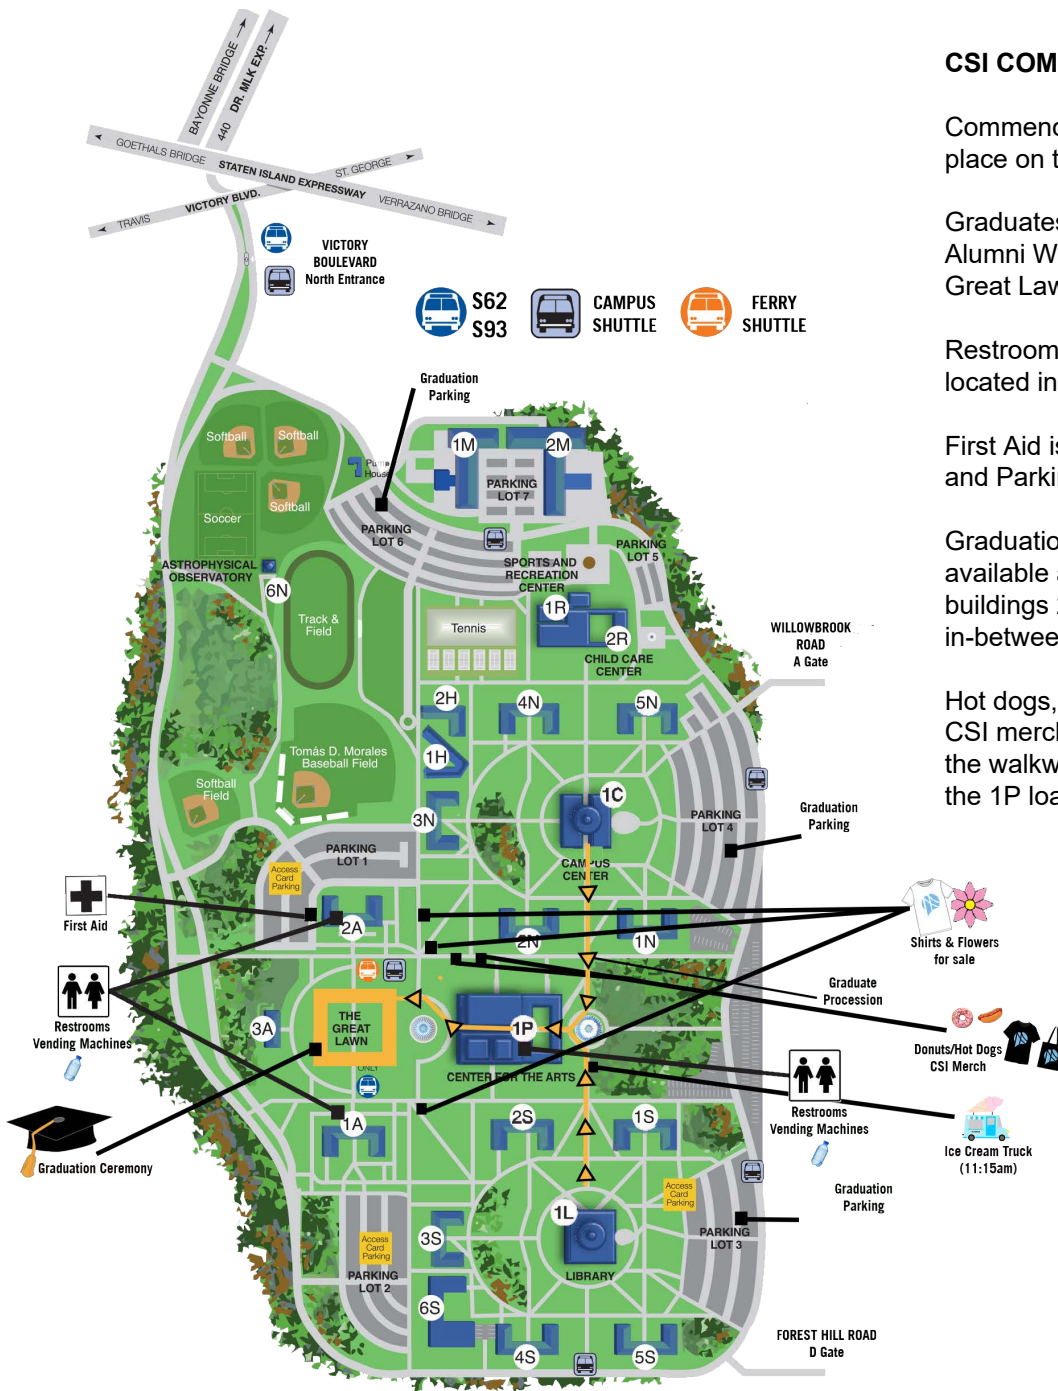 BAYONNE BRIDGE
440 DR. MLK EXP.
GOETHALS BRIDGE
STATEN ISLAND EXPRESSWAY
ST. GEORGE
VERRAZANO BRIDGE
TRAVIS
VICTORY BLVD.
VICTORY
BOULEVARD
North Entrance
S62
S93
CAMPUS
SHUTTLE
FERRY
SHUTTLE
Graduation
Parking
Softball
Softball
Softball
Soccer
House
1M
2M
PARKING
LOT 7
PARKING
LOT 6
PARKING
LOT 5
ASTROPHYSICAL
OBSERVATORY
6N
SPORTS AND
RECREATION
CENTER
1R
2R
CHILD CARE
CENTER
Track &
Field
Tennis
WILLOWBROOK
ROAD
A Gate
2H
4N
5N
1H
Tomás D. Morales
Baseball Field
Softball
Field
3N
1C
CAMPUS
CENTER
PARKING
LOT 4
Graduation
Parking
PARKING
LOT 1
Access
Card
Parking
First Aid
2A
2N
1N
Shirts & Flowers
for sale
Graduate
Procession
Restrooms
Vending Machines
3A
THE
GREAT
LAWN
ONLY
1P
CENTER FOR THE ARTS
Donuts/Hot Dogs
CSI Merch
Restrooms
Vending Machines
Ice Cream Truck
(11:15am)
Graduation Ceremony
1A
2S
1S
Access
Card
Parking
Graduation
Parking
1L
LIBRARY
PARKING
LOT 3
3S
Access
Card
Parking
PARKING
LOT 2
6S
4S
5S
FOREST HILL ROAD
D Gate
CSI COM
Commenc
place on t
Graduates
Alumni W
Great Law
Restroom
located in
First Aid is
and Parkin
Graduatio
available a
buildings 2
in-betwee
Hot dogs,
CSI merch
the walkw
the 1P loa